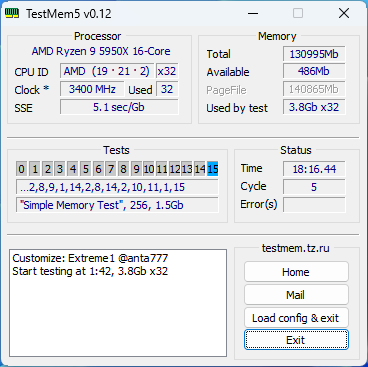 TestMem5 v0.12
Processor
AMD Ryzen 9 5950X 16-Core
CPU ID AMD (19 · 21 · 2) x32
Clock * 3400 MHz Used 32
SSE 5.1 sec/Gb
Memory
Total 130995Mb
Available 486Mb
PageFile 140865Mb
Used by test 3.8Gb x32
Tests
0 1 2 3 4 5 6 7 8 9 10 11 12 13 14 15
...2,8,9,1,14,2,8,14,2,10,11,1,15
"Simple Memory Test", 256, 1.5Gb
Status
Time 18:16.44
Cycle 5
Error(s)
Customize: Extreme1 @anta777
Start testing at 1:42, 3.8Gb x32
testmem.tz.ru
Home
Mail
Load config & exit
Exit